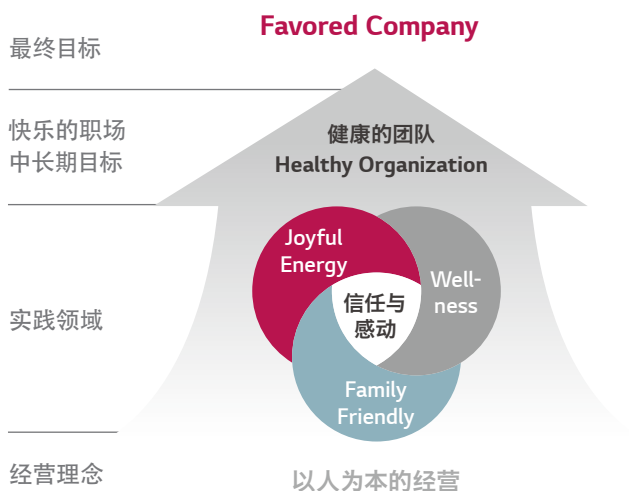 Favored Company
最终目标
快乐的职场
中长期目标
健康的团队
Healthy Organization
实践领域
Joyful
Energy
Well-
ness
信任与
感动
Family
Friendly
经营理念
以人为本的经营